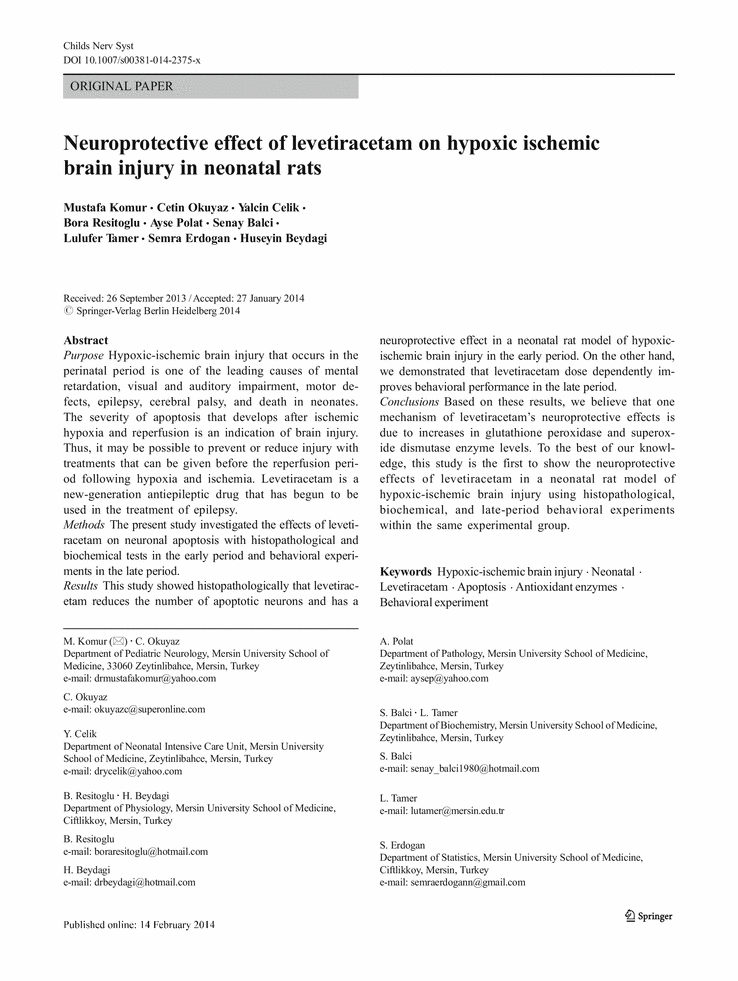 Childs Nerv Syst
DOI 10.1007/s00381-014-2375-x
ORIGINAL PAPER
Neuroprotective effect of levetiracetam on hypoxic ischemic
brain injury in neonatal rats
Mustafa Komur · Cetin Okuyaz · Yalcin Celik ·
Bora Resitoglu · Ayse Polat · Senay Balci ·
Lulufer Tamer · Semra Erdogan · Huseyin Beydagi
Received: 26 September 2013 / Accepted: 27 January 2014
© Springer-Verlag Berlin Heidelberg 2014
Abstract
Purpose Hypoxic-ischemic brain injury that occurs in the
perinatal period is one of the leading causes of mental
retardation, visual and auditory impairment, motor de-
fects, epilepsy, cerebral palsy, and death in neonates.
The severity of apoptosis that develops after ischemic
hypoxia and reperfusion is an indication of brain injury.
Thus, it may be possible to prevent or reduce injury with
treatments that can be given before the reperfusion peri-
od following hypoxia and ischemia. Levetiracetam is a
new-generation antiepileptic drug that has begun to be
used in the treatment of epilepsy.
Methods The present study investigated the effects of leveti-
racetam on neuronal apoptosis with histopathological and
biochemical tests in the early period and behavioral experi-
ments in the late period.
Results This study showed histopathologically that levetirac-
etam reduces the number of apoptotic neurons and has a
neuroprotective effect in a neonatal rat model of hypoxic-
ischemic brain injury in the early period. On the other hand,
we demonstrated that levetiracetam dose dependently im-
proves behavioral performance in the late period.
Conclusions Based on these results, we believe that one
mechanism of levetiracetam's neuroprotective effects is
due to increases in glutathione peroxidase and superox-
ide dismutase enzyme levels. To the best of our knowl-
edge, this study is the first to show the neuroprotective
effects of levetiracetam in a neonatal rat model of
hypoxic-ischemic brain injury using histopathological,
biochemical, and late-period behavioral experiments
within the same experimental group.
Keywords Hypoxic-ischemic brain injury · Neonatal ·
Levetiracetam · Apoptosis · Antioxidant enzymes ·
Behavioral experiment
M. Komur (✉) · C. Okuyaz
Department of Pediatric Neurology, Mersin University School of
Medicine, 33060 Zeytinlibahce, Mersin, Turkey
e-mail: drmustafakomur@yahoo.com
C. Okuyaz
e-mail: okuyazc@superonline.com
Y. Celik
Department of Neonatal Intensive Care Unit, Mersin University
School of Medicine, Zeytinlibahce, Mersin, Turkey
e-mail: drycelik@yahoo.com
B. Resitoglu · H. Beydagi
Department of Physiology, Mersin University School of Medicine,
Ciftlikkoy, Mersin, Turkey
B. Resitoglu
e-mail: boraresitoglu@hotmail.com
H. Beydagi
e-mail: drbeydagi@hotmail.com
A. Polat
Department of Pathology, Mersin University School of Medicine,
Zeytinlibahce, Mersin, Turkey
e-mail: aysep@yahoo.com
S. Balci · L. Tamer
Department of Biochemistry, Mersin University School of Medicine,
Zeytinlibahce, Mersin, Turkey
S. Balci
e-mail: senay_balci1980@hotmail.com
L. Tamer
e-mail: lutamer@mersin.edu.tr
S. Erdogan
Department of Statistics, Mersin University School of Medicine,
Ciftlikkoy, Mersin, Turkey
e-mail: semraerdogann@gmail.com
Published online: 14 February 2014
Springer